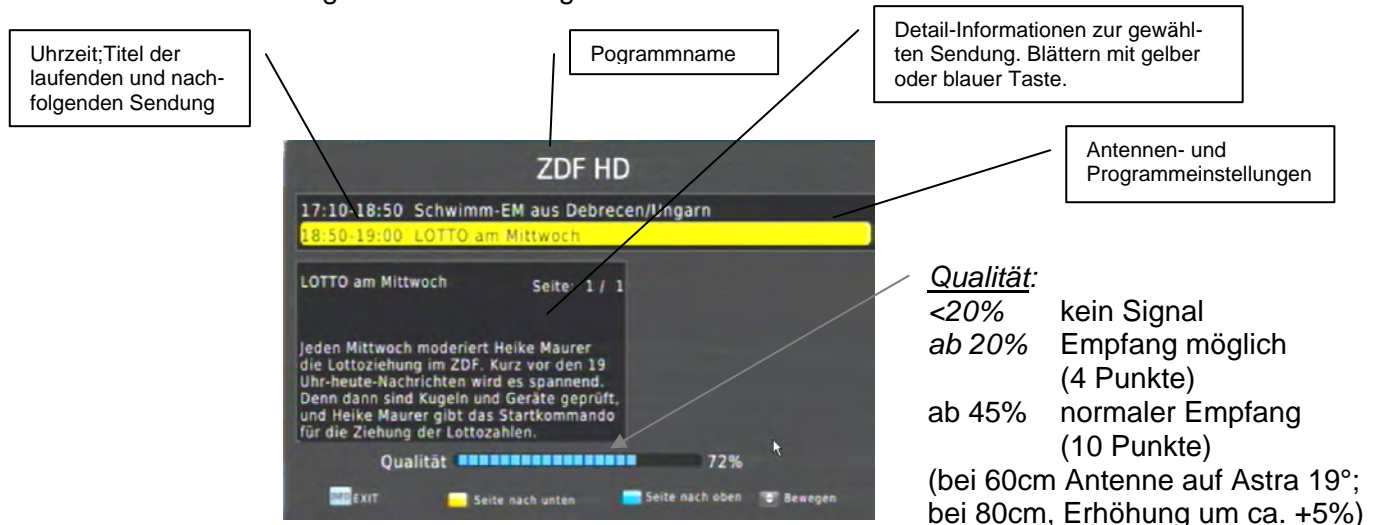 Uhrzeit;Titel der
laufenden und nach-
folgenden Sendung
Pogrammname
Detail-Informationen zur gewähl-
ten Sendung. Blättern mit gelber
oder blauer Taste.
Antennen- und
Programmeinstellungen
ZDF HD
17:10-18:50 Schwimm-EM aus Debrecen/Ungarn
18:50-19:00 LOTTO am Mittwoch
LOTTO am Mittwoch Seite: 1 / 1
Jeden Mittwoch moderiert Heike Maurer
die Lottoziehung im ZDF. Kurz vor den 19
Uhr-heute-Nachrichten wird es spannend.
Denn dann sind Kugeln und Geräte geprüft,
und Heike Maurer gibt das Startkommando
für die Ziehung der Lottozahlen.
Qualität 72%
INFO EXIT Seite nach unten Seite nach oben Bewegen
Qualität:
<20% kein Signal
ab 20% Empfang möglich
(4 Punkte)
ab 45% normaler Empfang
(10 Punkte)
(bei 60cm Antenne auf Astra 19°;
bei 80cm, Erhöhung um ca. +5%)